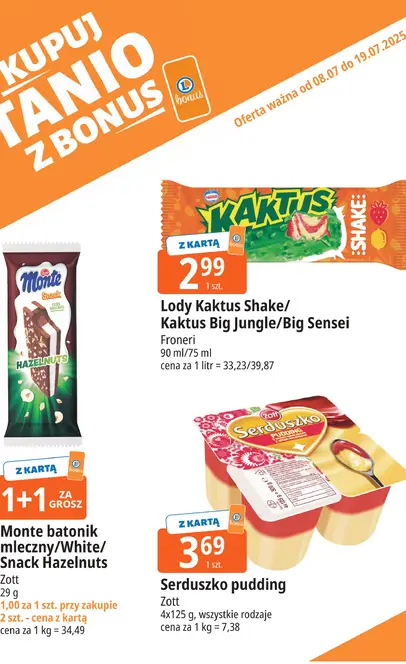 KUPUJ
TANIO
Z BONUS
bonus
Oferta ważna od 08.07 do 19.07.2025
KAKTUS
SHAKE
Z KARTĄ
2 99
1 szt.
Lody Kaktus Shake/
Kaktus Big Jungle/Big Sensei
Froneri
90 ml/75 ml
cena za 1 litr = 33,23/39,87
Zott
Monte
Snack
HAZELNUTS
Z KARTĄ
1+1 ZA
GROSZ
Monte batonik
mleczny/White/
Snack Hazelnuts
Zott
29 g
1,00 za 1 szt. przy zakupie
2 szt. - cena z kartą
cena za 1 kg = 34,49
Zott
Serduszko
PUDDING
Z KARTĄ
3 69
1 szt.
Serduszko pudding
Zott
4x125 g, wszystkie rodzaje
cena za 1 kg = 7,38